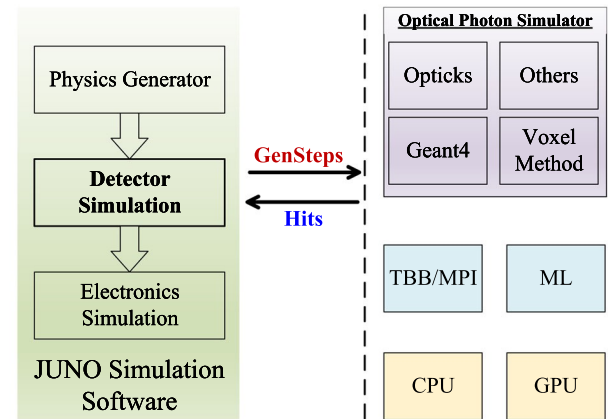 Physics Generator
Detector
Simulation
Electronics
Simulation
JUNO Simulation
Software
GenSteps
Hits
Optical Photon Simulator
Opticks
Others
Geant4
Voxel
Method
TBB/MPI
ML
CPU
GPU